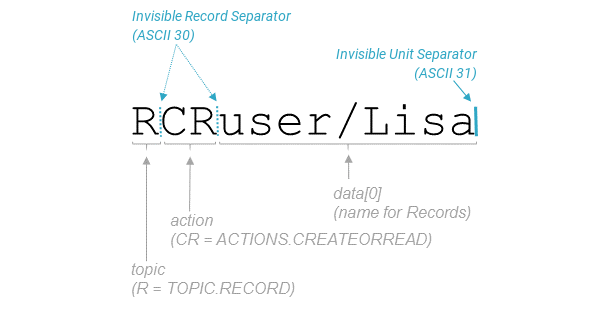 Invisible Record Separator
(ASCII 30)
Invisible Unit Separator
(ASCII 31)
RCRuser/Lisa
data[0]
(name for Records)
action
(CR = ACTIONS.CREATEORREAD)
topic
(R = TOPIC.RECORD)